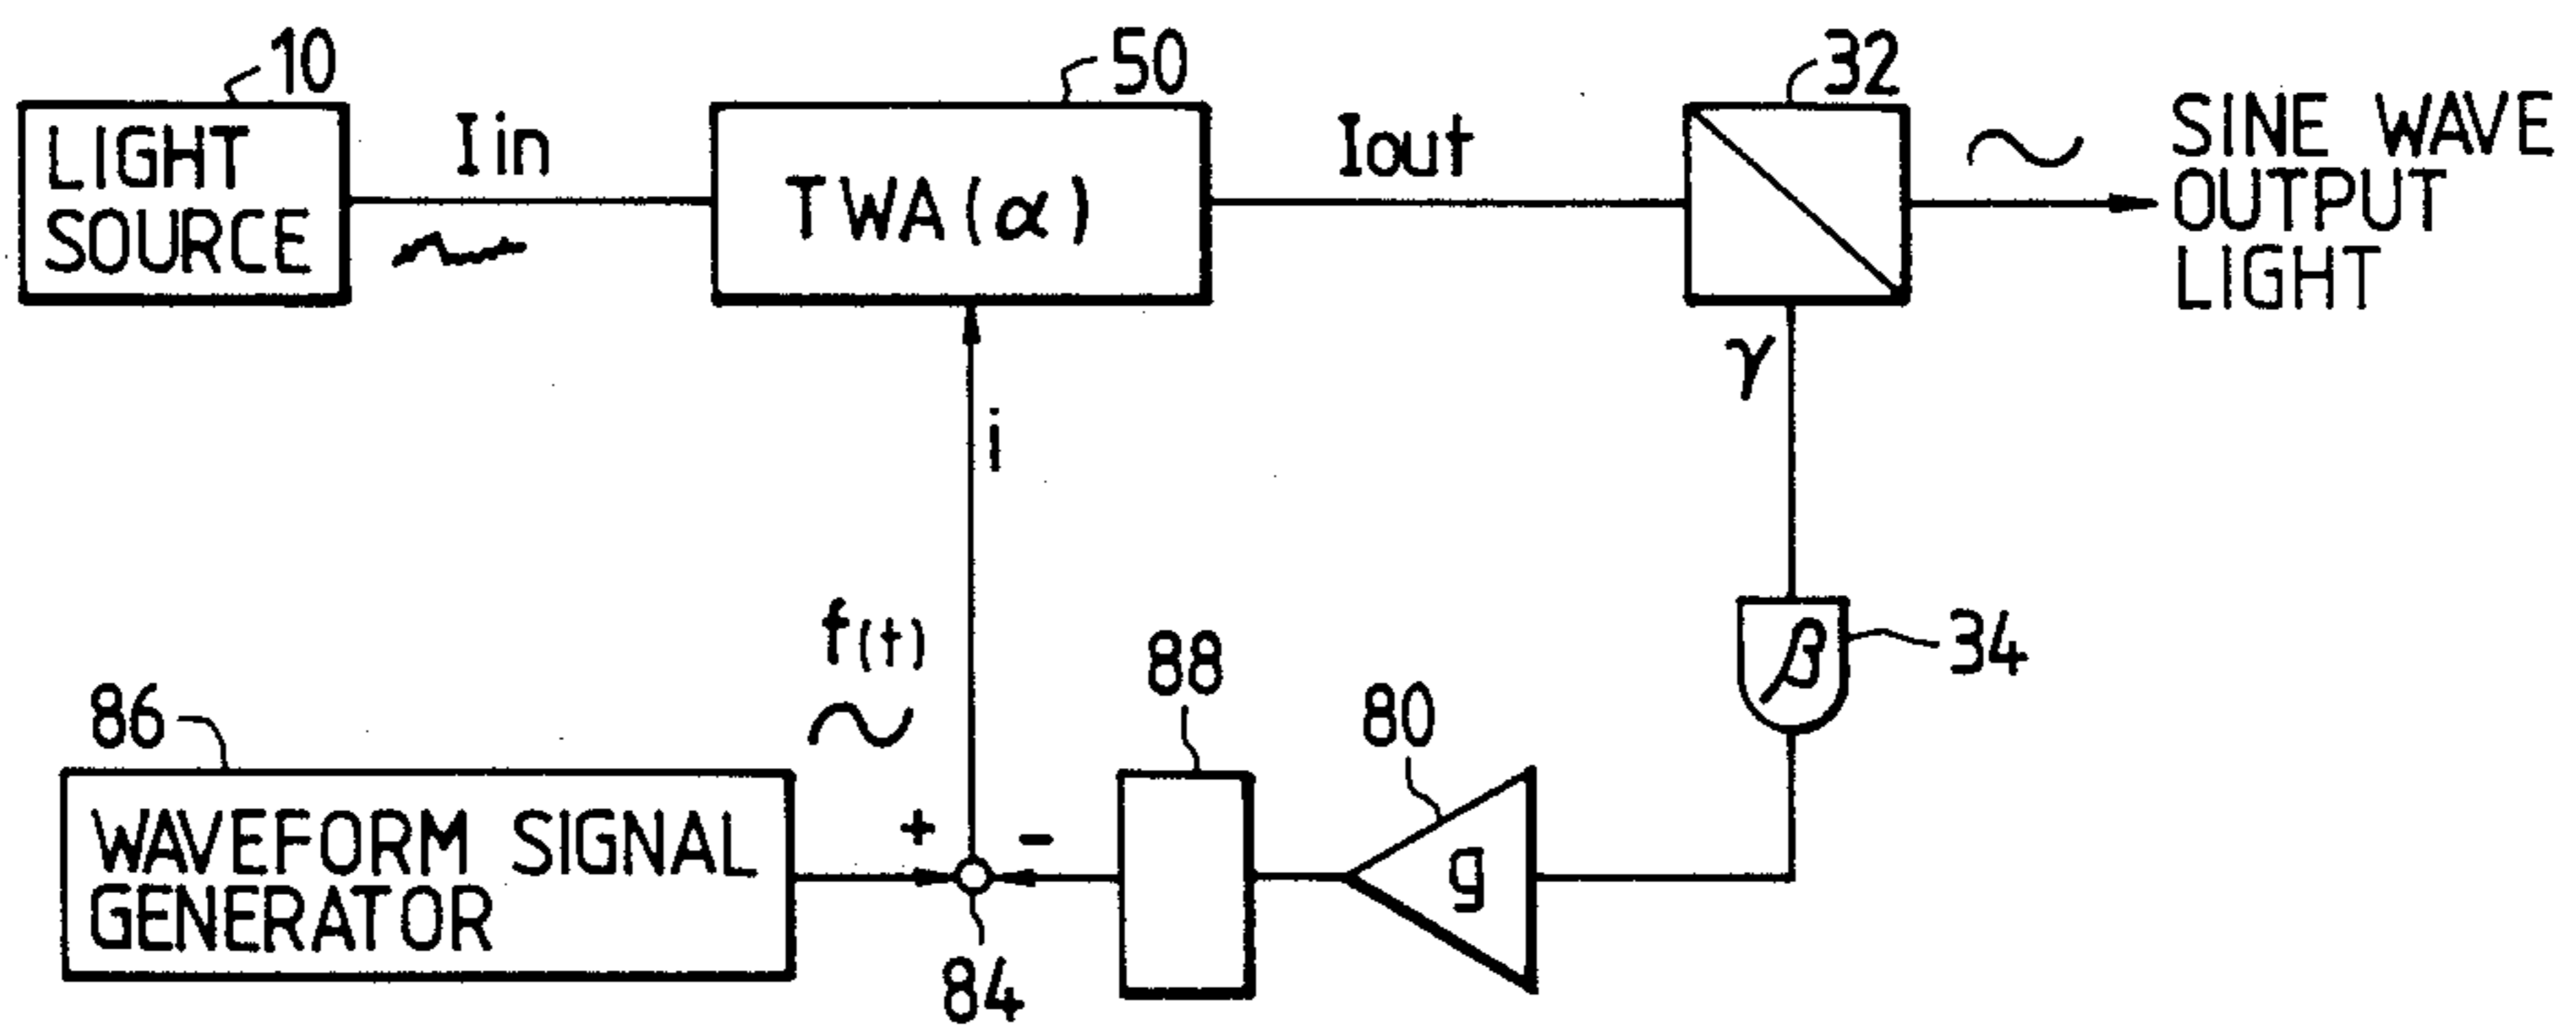 10
50
32
LIGHT
SOURCE
Iin
TWA(α)
Iout
SINE WAVE
OUTPUT
LIGHT
γ
i
f(t)
β
34
88
80
86
+
-
WAVEFORM SIGNAL
GENERATOR
g
84